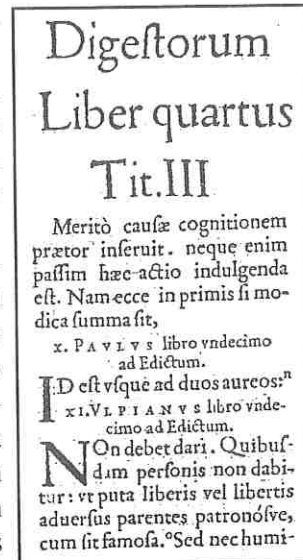 Digeſtorum
Liber quartus
Tit.III
Meritò cauſæ cognitionem
prætor inſeruit. neque enim
paſſim hæc actio indulgenda
eſt. Nam ecce in primis ſi mo-
dica ſumma ſit,
x. PAVLVS libro vndecimo
ad Edictum.
I.D eſt vſque ad duos aureos:ⁿ
xi.VLPIANVS libro vnde-
cimo ad Edictum.
NOn debet dari. Quibuſ-
dam perſonis non dabi-
tur: vt puta liberis vel libertis
aduerſus parentes patronóſve,
cum ſit famoſa.°Sed nec humi-